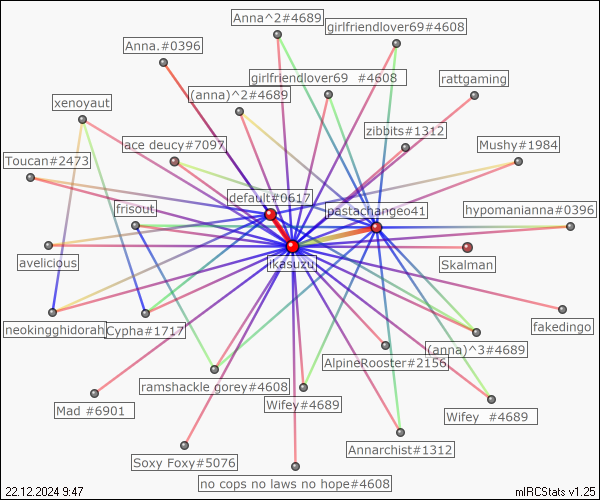 Anna^2#4689
girlfriendlover69#4608
Anna.#0396
girlfriendlover69  #4608
rattgaming
(anna)^2#4689
xenoyaut
zibbits#1312
ace deucy#7097
Mushy#1984
Toucan#2473
default#0617
frisout
pastachangeo41
hypomanianna#0396
ikasuzu
avelicious
Skalman
neokingghidorah
Cypha#1717
fakedingo
(anna)^3#4689
AlpineRooster#2156
ramshackle gorey#4608
Wifey#4689
Mad #6901
Wifey  #4689
Annarchist#1312
Soxy Foxy#5076
no cops no laws no hope#4608
22.12.2024 9:47
mIRCStats v1.25